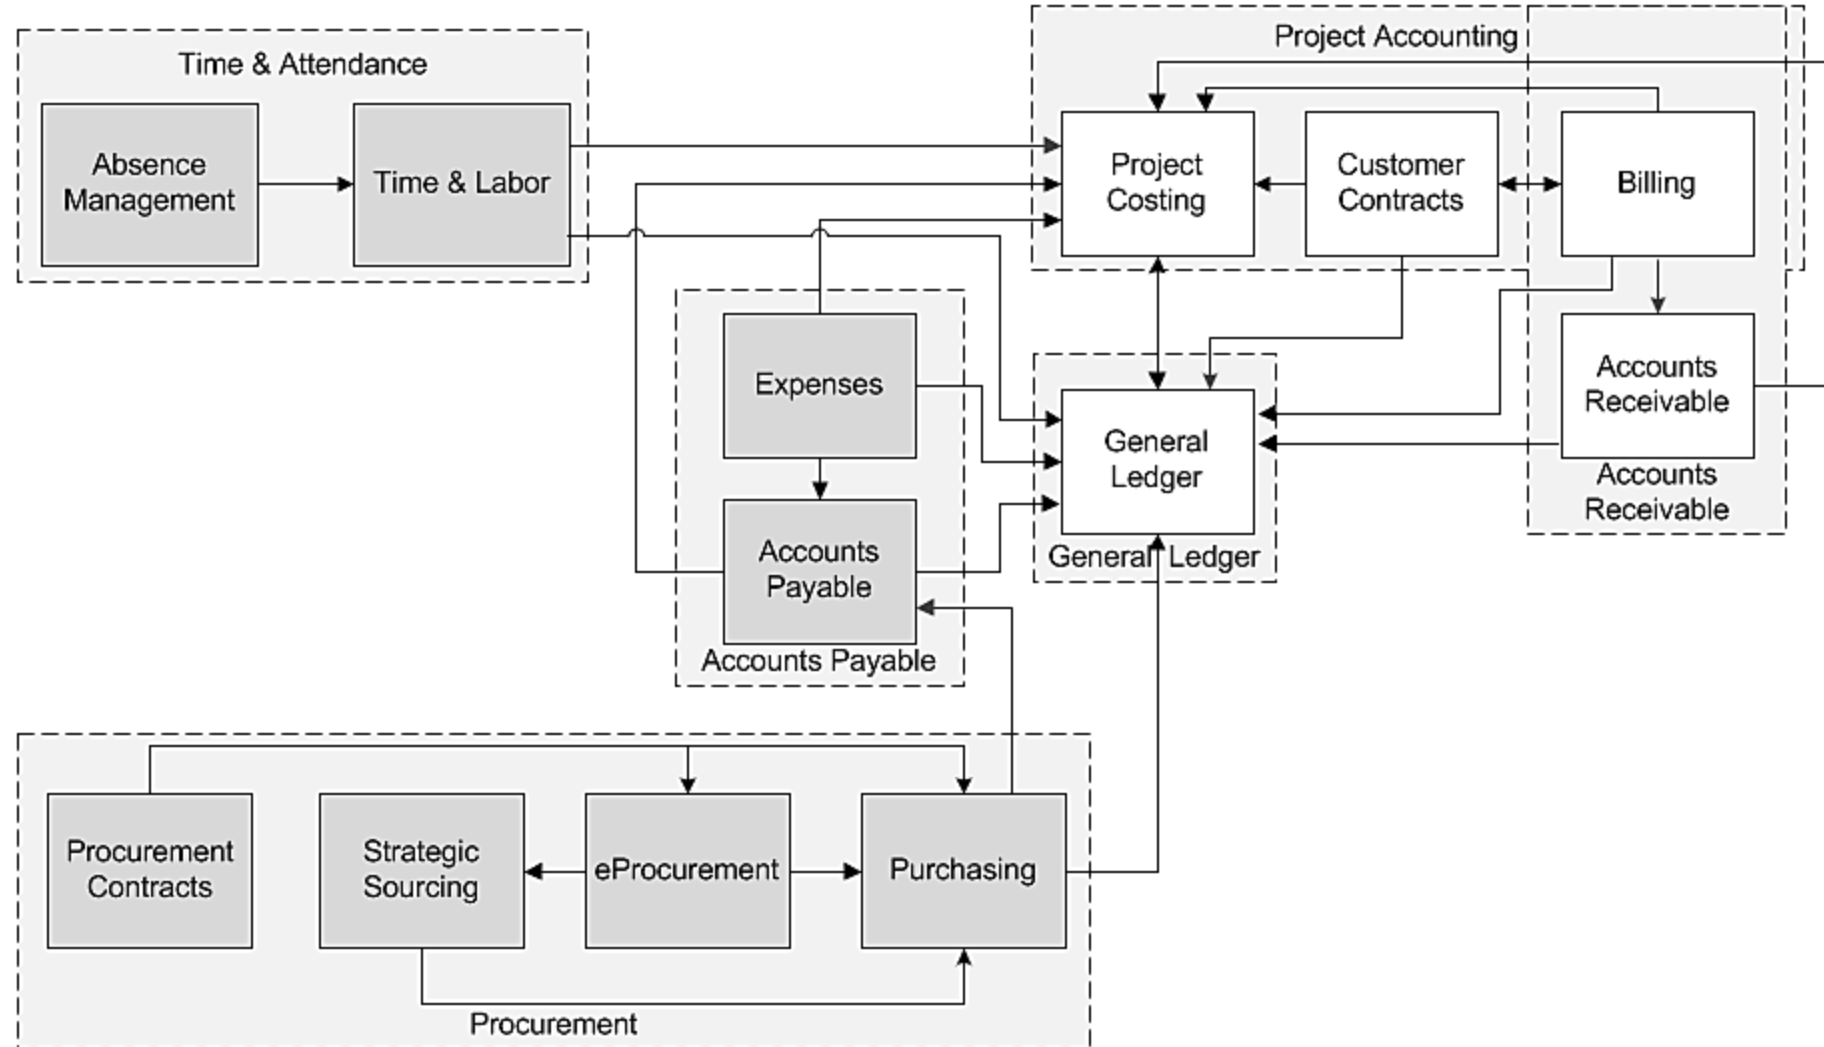 Project Accounting
Time & Attendance
Absence
Management
Time & Labor
Project
Costing
Customer
Contracts
Billing
Expenses
Accounts
Receivable
General
Ledger
Accounts
Receivable
Accounts
Payable
General Ledger
Accounts Payable
Procurement
Contracts
Strategic
Sourcing
eProcurement
Purchasing
Procurement